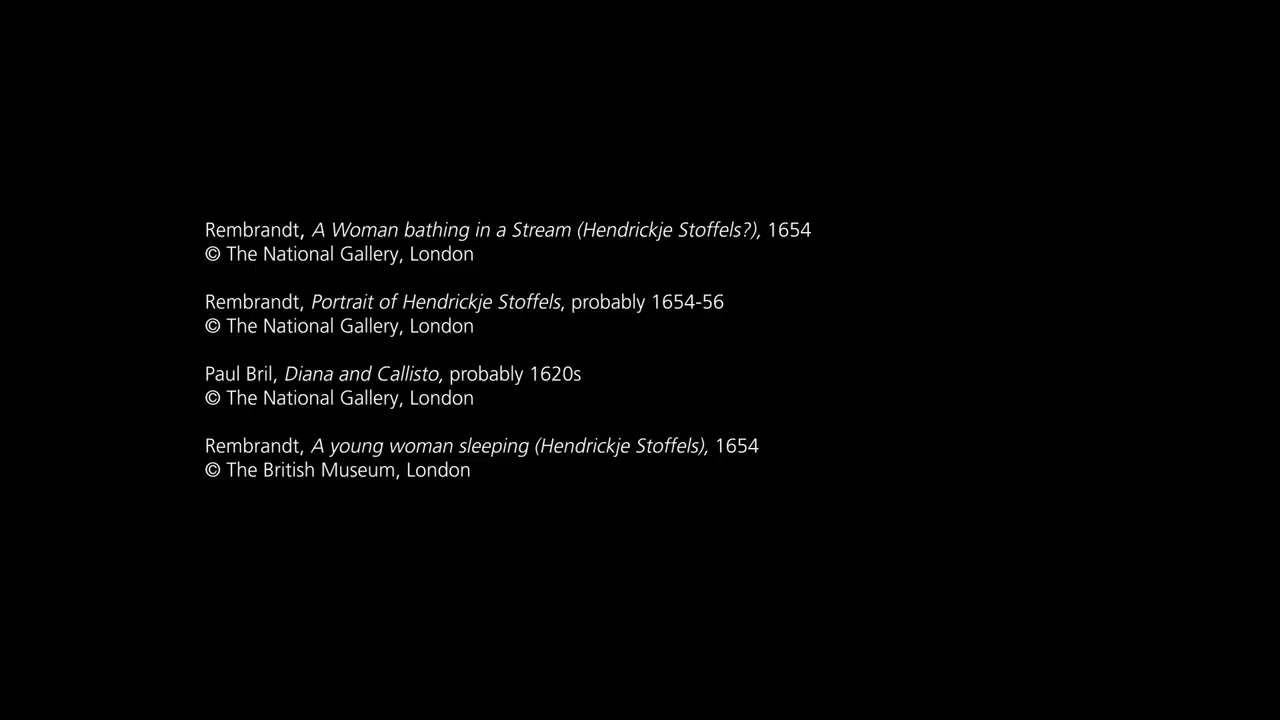 Rembrandt, A Woman bathing in a Stream (Hendrickje Stoffels?), 1654
© The National Gallery, London
Rembrandt, Portrait of Hendrickje Stoffels, probably 1654-56
© The National Gallery, London
Paul Bril, Diana and Callisto, probably 1620s
© The National Gallery, London
Rembrandt, A young woman sleeping (Hendrickje Stoffels), 1654
© The British Museum, London